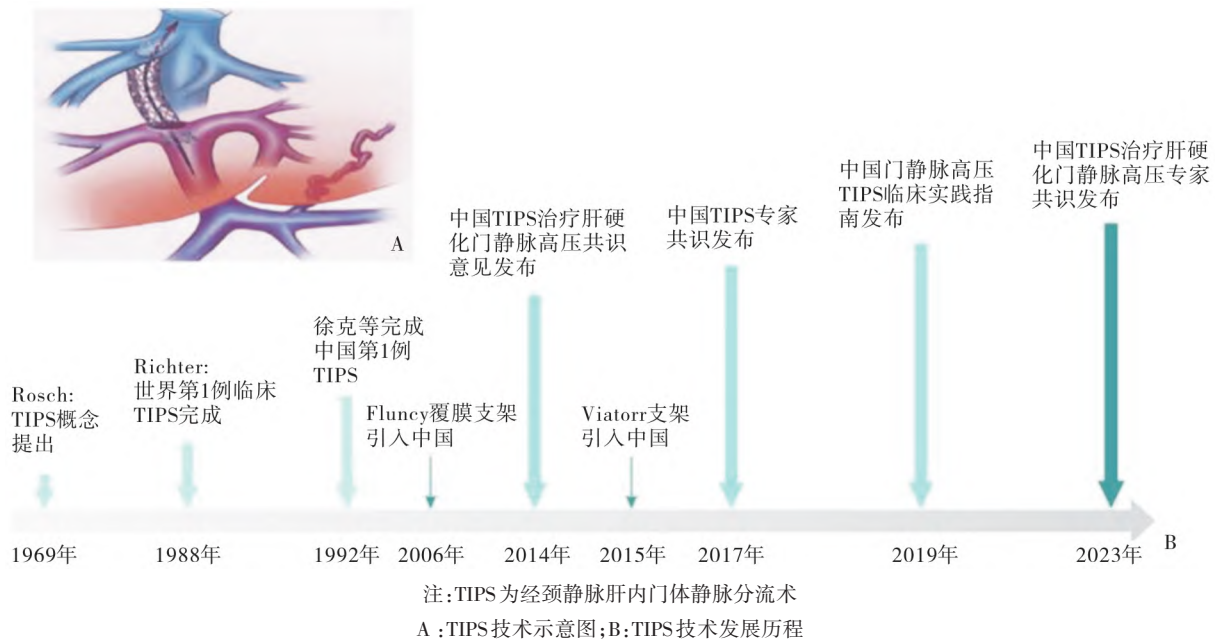 A
Rosch:
TIPS概念
提出
Richter:
世界第1例临床
TIPS完成
徐克等完成
中国第1例
TIPS
Fluncy覆膜支架
引入中国
中国TIPS治疗肝硬
化门静脉高压共识
意见发布
Viatorr支架
引入中国
中国TIPS专家
共识发布
中国门静脉高压
TIPS临床实践指
南发布
中国TIPS治疗肝硬
化门静脉高压专家
共识发布
1969年
1988年
1992年
2006年
2014年
2015年
2017年
2019年
2023年
B
注:TIPS为经颈静脉肝内门体静脉分流术
A:TIPS技术示意图;B:TIPS技术发展历程